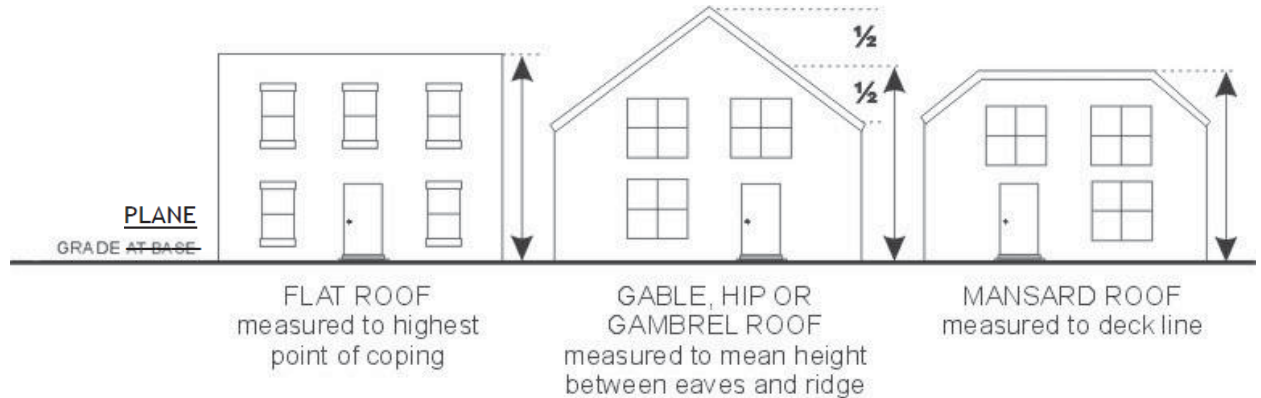 ½
½
PLANE
GRADE AT BASE
FLAT ROOF
measured to highest
point of coping
GABLE, HIP OR
GAMBREL ROOF
measured to mean height
between eaves and ridge
MANSARD ROOF
measured to deck line